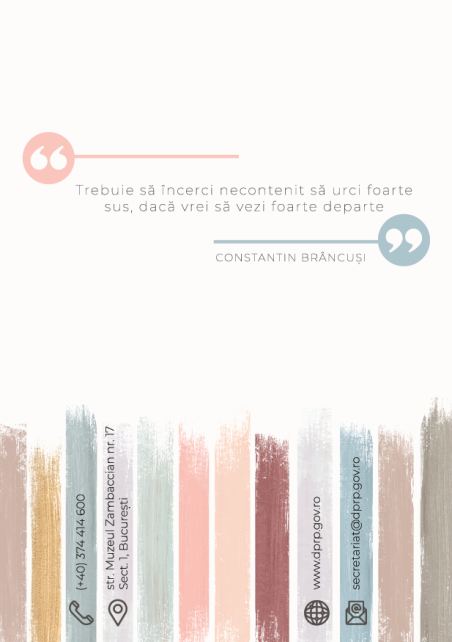 Trebuie să încerci necontenit să urci foarte
sus, dacă vrei să vezi foarte departe
CONSTANTIN BRÂNCUȘI
(+40) 374 414 600
str. Muzeul Zambaccian nr. 17
Sect. 1, București
www.dprp.gov.ro
secretariat@dprp.gov.ro